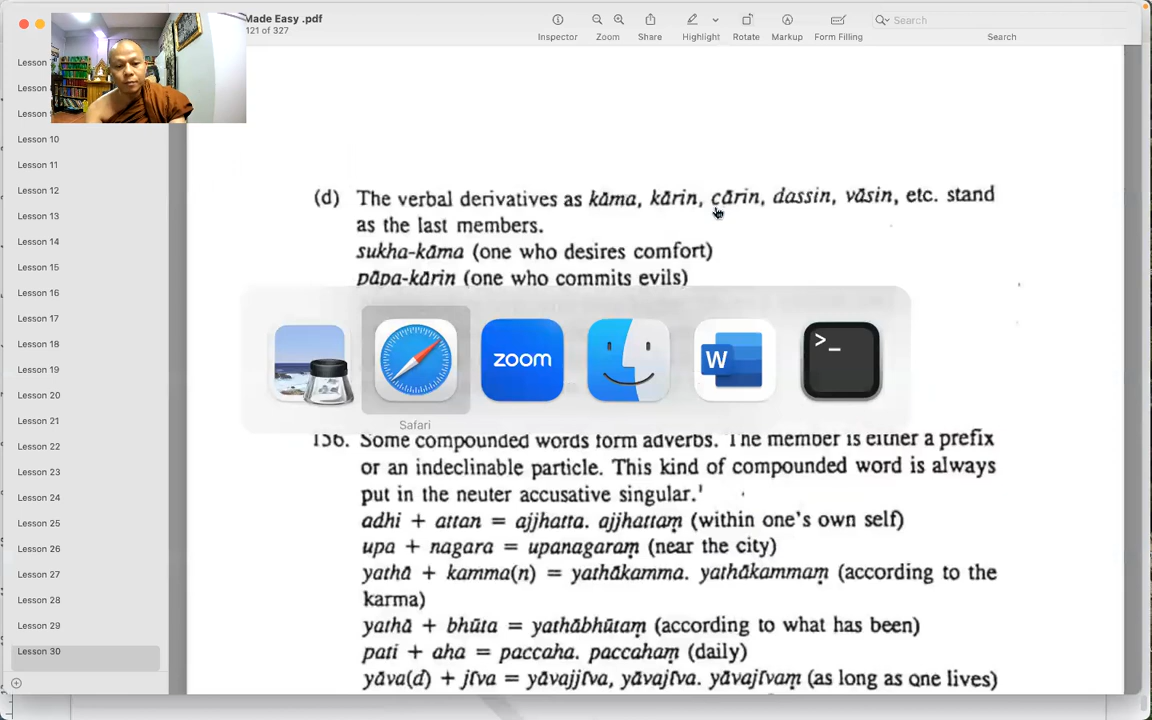 Made Easy .pdf
121 of 327
Inspector
Zoom
Share
Highlight
Rotate
Markup
Form Filling
Search
Search
Lesson
Lesson
Lesson
Lesson 10
Lesson 11
Lesson 12
Lesson 13
Lesson 14
Lesson 15
Lesson 16
Lesson 17
Lesson 18
Lesson 19
Lesson 20
Lesson 21
Lesson 22
Lesson 23
Lesson 24
Lesson 25
Lesson 26
Lesson 27
Lesson 28
Lesson 29
Lesson 30
(d) The verbal derivatives as kāma, kārin, cārin, dassin, vāsin, etc. stand
as the last members.
sukha-kāma (one who desires comfort)
pāpa-kārin (one who commits evils)
zoom
W
>_
Safari
156. Some compounded words form adverbs. The member is either a prefix
or an indeclinable particle. This kind of compounded word is always
put in the neuter accusative singular.¹
adhi + attan = ajjhatta. ajjhattaṃ (within one's own self)
upa + nagara = upanagaraṃ (near the city)
yathā + kamma(n) = yathākamma. yathākammaṃ (according to the
karma)
yathā + bhūta = yathābhūtaṃ (according to what has been)
pati + aha = paccaha. paccahaṃ (daily)
yāva(d) + jīva = yāvajjīva, yāvajīva. yāvajīvaṃ (as long as one lives)